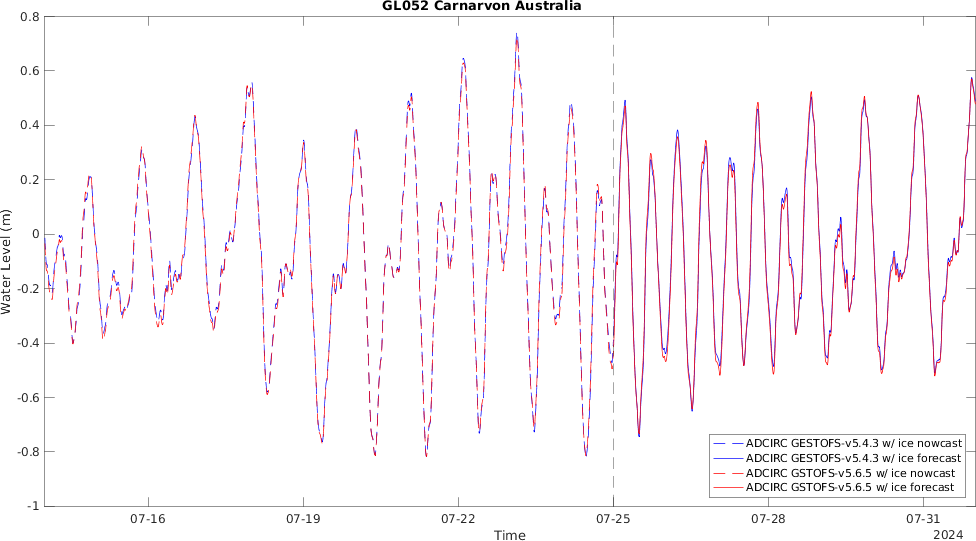 GL052 Carnarvon Australia
0.8
0.6
0.4
0.2
0
-0.2
-0.4
-0.6
-0.8
-1
Water Level (m)
ADCIRC GESTOFS-v5.4.3 w/ ice nowcast
ADCIRC GESTOFS-v5.4.3 w/ ice forecast
ADCIRC GSTOFS-v5.6.5 w/ ice nowcast
ADCIRC GSTOFS-v5.6.5 w/ ice forecast
07-16 07-19 07-22 07-25 07-28 07-31
Time 2024